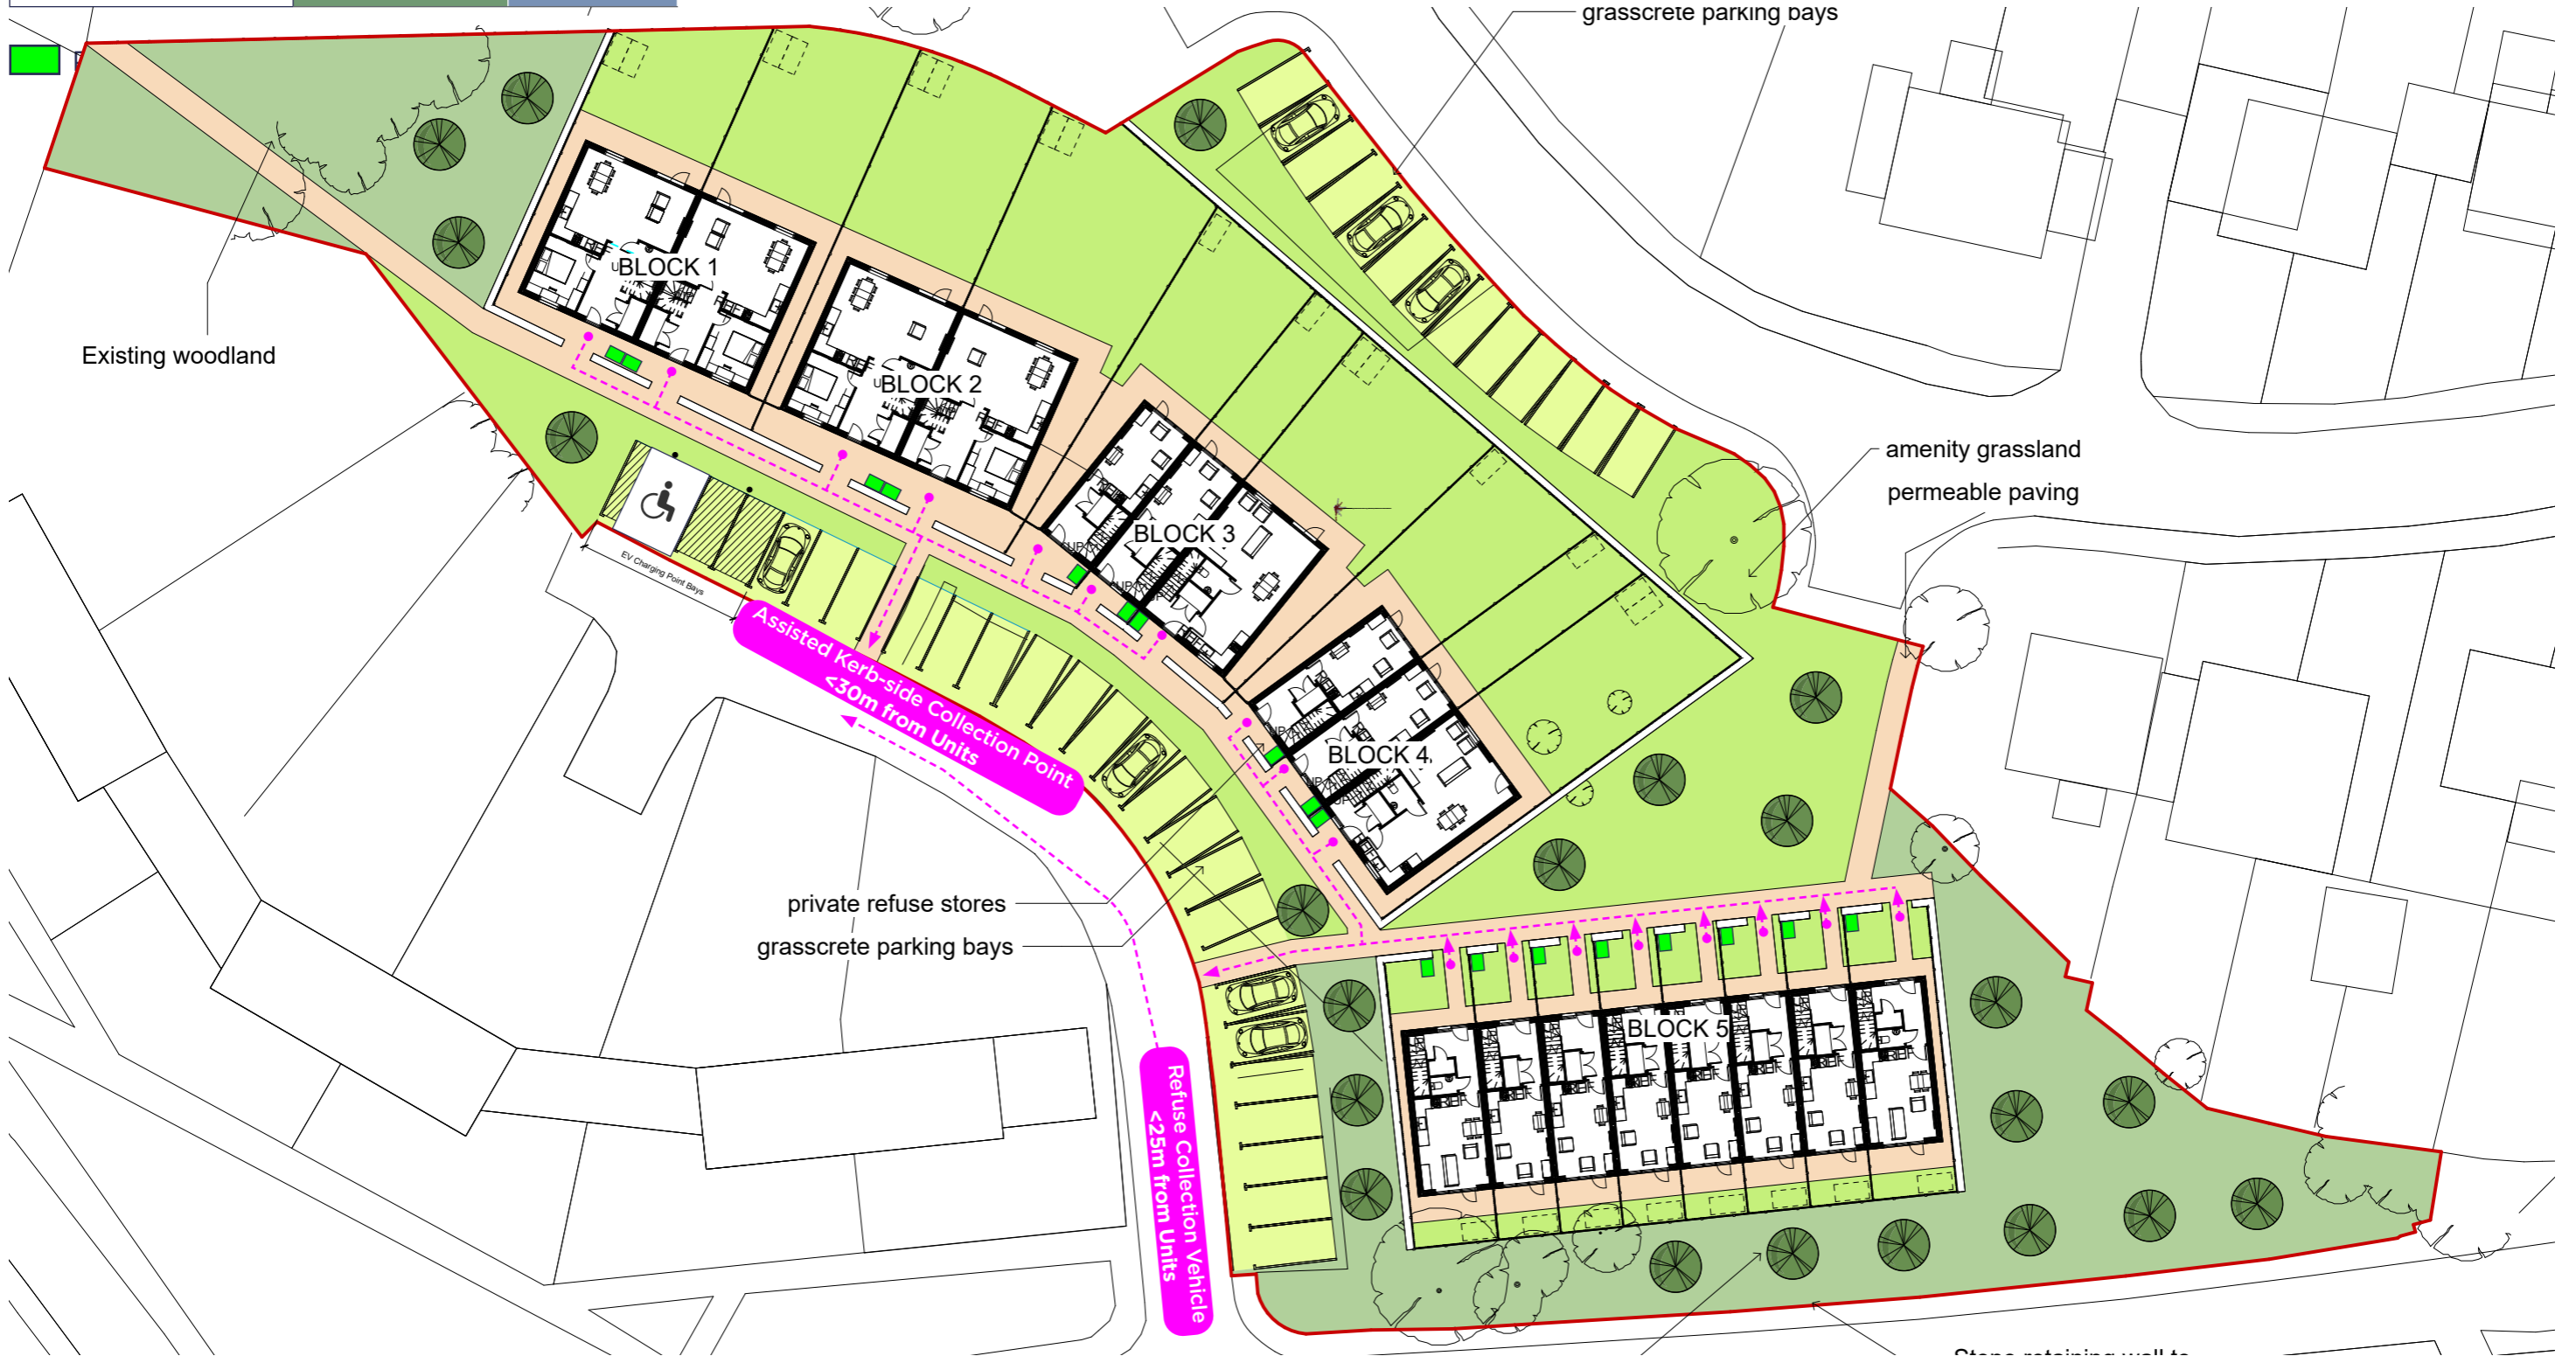 grasscrete parking bays
BLOCK 1
Existing woodland
BLOCK 2
amenity grassland
permeable paving
BLOCK 3
EV Charging Point Bays
Assisted Kerb-side Collection Point
<30m from Units
BLOCK 4
private refuse stores
grasscrete parking bays
BLOCK 5
Refuse Collection Vehicle
<25m from Units